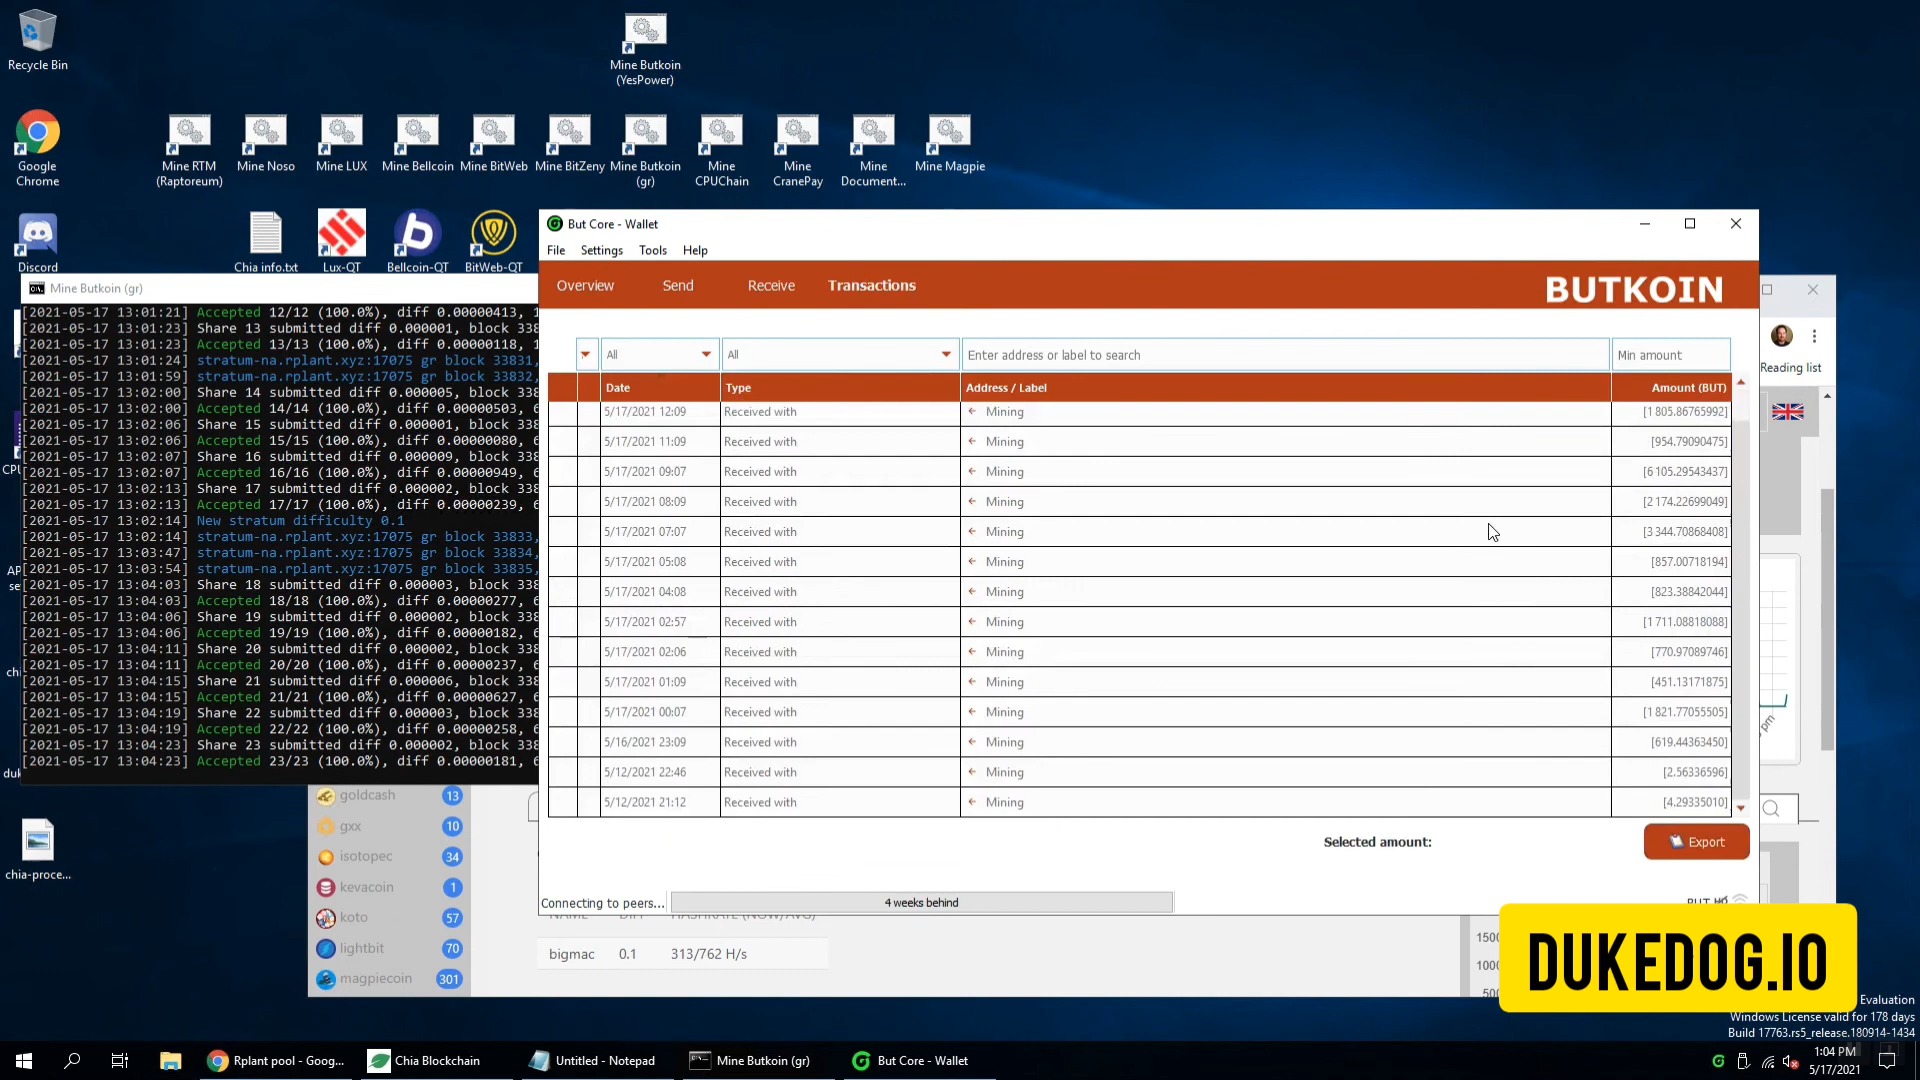 Recycle Bin
Mine Butkoin
(YesPower)
Google
Chrome
Mine RTM
(Raptoreum)
Mine Noso
Mine LUX
Mine Bellcoin
Mine BitWeb
Mine BitZeny
Mine Butkoin
(gr)
Mine
CPUChain
Mine
CranePay
Mine
Document...
Mine Magpie
Discord
Chia info.txt
Lux-QT
Bellcoin-QT
BitWeb-QT
Mine Butkoin (gr)
[2021-05-17 13:01:21] Accepted 12/12 (100.0%), diff 0.00000413, 1
[2021-05-17 13:01:23] Share 13 submitted diff 0.000001, block 338
[2021-05-17 13:01:23] Accepted 13/13 (100.0%), diff 0.00000118, 1
[2021-05-17 13:01:24] stratum-na.rplant.xyz:17075 gr block 33831,
[2021-05-17 13:01:59] stratum-na.rplant.xyz:17075 gr block 33832,
[2021-05-17 13:02:00] Share 14 submitted diff 0.000005, block 338
[2021-05-17 13:02:00] Accepted 14/14 (100.0%), diff 0.00000503, 6
[2021-05-17 13:02:06] Share 15 submitted diff 0.000001, block 338
[2021-05-17 13:02:06] Accepted 15/15 (100.0%), diff 0.00000080, 6
[2021-05-17 13:02:07] Share 16 submitted diff 0.000009, block 338
[2021-05-17 13:02:07] Accepted 16/16 (100.0%), diff 0.00000949, 6
[2021-05-17 13:02:13] Share 17 submitted diff 0.000002, block 338
[2021-05-17 13:02:13] Accepted 17/17 (100.0%), diff 0.00000239, 6
[2021-05-17 13:02:14] New stratum difficulty 0.1
[2021-05-17 13:02:14] stratum-na.rplant.xyz:17075 gr block 33833,
[2021-05-17 13:03:47] stratum-na.rplant.xyz:17075 gr block 33834,
[2021-05-17 13:03:54] stratum-na.rplant.xyz:17075 gr block 33835,
[2021-05-17 13:04:03] Share 18 submitted diff 0.000003, block 338
[2021-05-17 13:04:03] Accepted 18/18 (100.0%), diff 0.00000277, 6
[2021-05-17 13:04:06] Share 19 submitted diff 0.000002, block 338
[2021-05-17 13:04:06] Accepted 19/19 (100.0%), diff 0.00000182, 6
[2021-05-17 13:04:11] Share 20 submitted diff 0.000002, block 338
[2021-05-17 13:04:11] Accepted 20/20 (100.0%), diff 0.00000237, 6
[2021-05-17 13:04:15] Share 21 submitted diff 0.000006, block 338
[2021-05-17 13:04:15] Accepted 21/21 (100.0%), diff 0.00000627, 6
[2021-05-17 13:04:19] Share 22 submitted diff 0.000003, block 338
[2021-05-17 13:04:19] Accepted 22/22 (100.0%), diff 0.00000258, 6
[2021-05-17 13:04:23] Share 23 submitted diff 0.000002, block 338
[2021-05-17 13:04:23] Accepted 23/23 (100.0%), diff 0.00000181, 6
But Core - Wallet
File Settings Tools Help
Overview Send Receive Transactions BUTKOIN
All All Enter address or label to search Min amount
Date Type Address / Label Amount (BUT)
5/17/2021 12:09 Received with Mining [1 805.86765992]
5/17/2021 11:09 Received with Mining [954.79090475]
5/17/2021 09:07 Received with Mining [6 105.29543437]
5/17/2021 08:09 Received with Mining [2 174.22699049]
5/17/2021 07:07 Received with Mining [3 344.70868408]
5/17/2021 05:08 Received with Mining [857.00718194]
5/17/2021 04:08 Received with Mining [823.38842044]
5/17/2021 02:57 Received with Mining [1 711.08818088]
5/17/2021 02:06 Received with Mining [770.97089746]
5/17/2021 01:09 Received with Mining [451.13171875]
5/17/2021 00:07 Received with Mining [1 821.77055505]
5/16/2021 23:09 Received with Mining [619.44363450]
5/12/2021 22:46 Received with Mining [2.56336596]
5/12/2021 21:12 Received with Mining [4.29335010]
Selected amount:
Export
Connecting to peers... 4 weeks behind
Reading list
goldcash 13
gxx 10
isotopec 34
kevacoin 1
koto 57
lightbit 70
magpiecoin 301
bigmac 0.1 313/762 H/s
chia-proce...
DUKEDOG.IO
Evaluation
Windows License valid for 178 days
Build 17763.rs5_release.180914-1434
Rplant pool - Goog...
Chia Blockchain
Untitled - Notepad
Mine Butkoin (gr)
But Core - Wallet
1:04 PM
5/17/2021